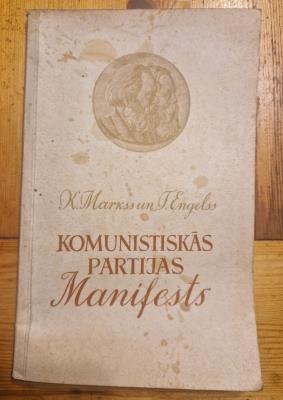 K. Markss un F. Engelss
KOMUNISTISKĀS
PARTIJAS
Manifests